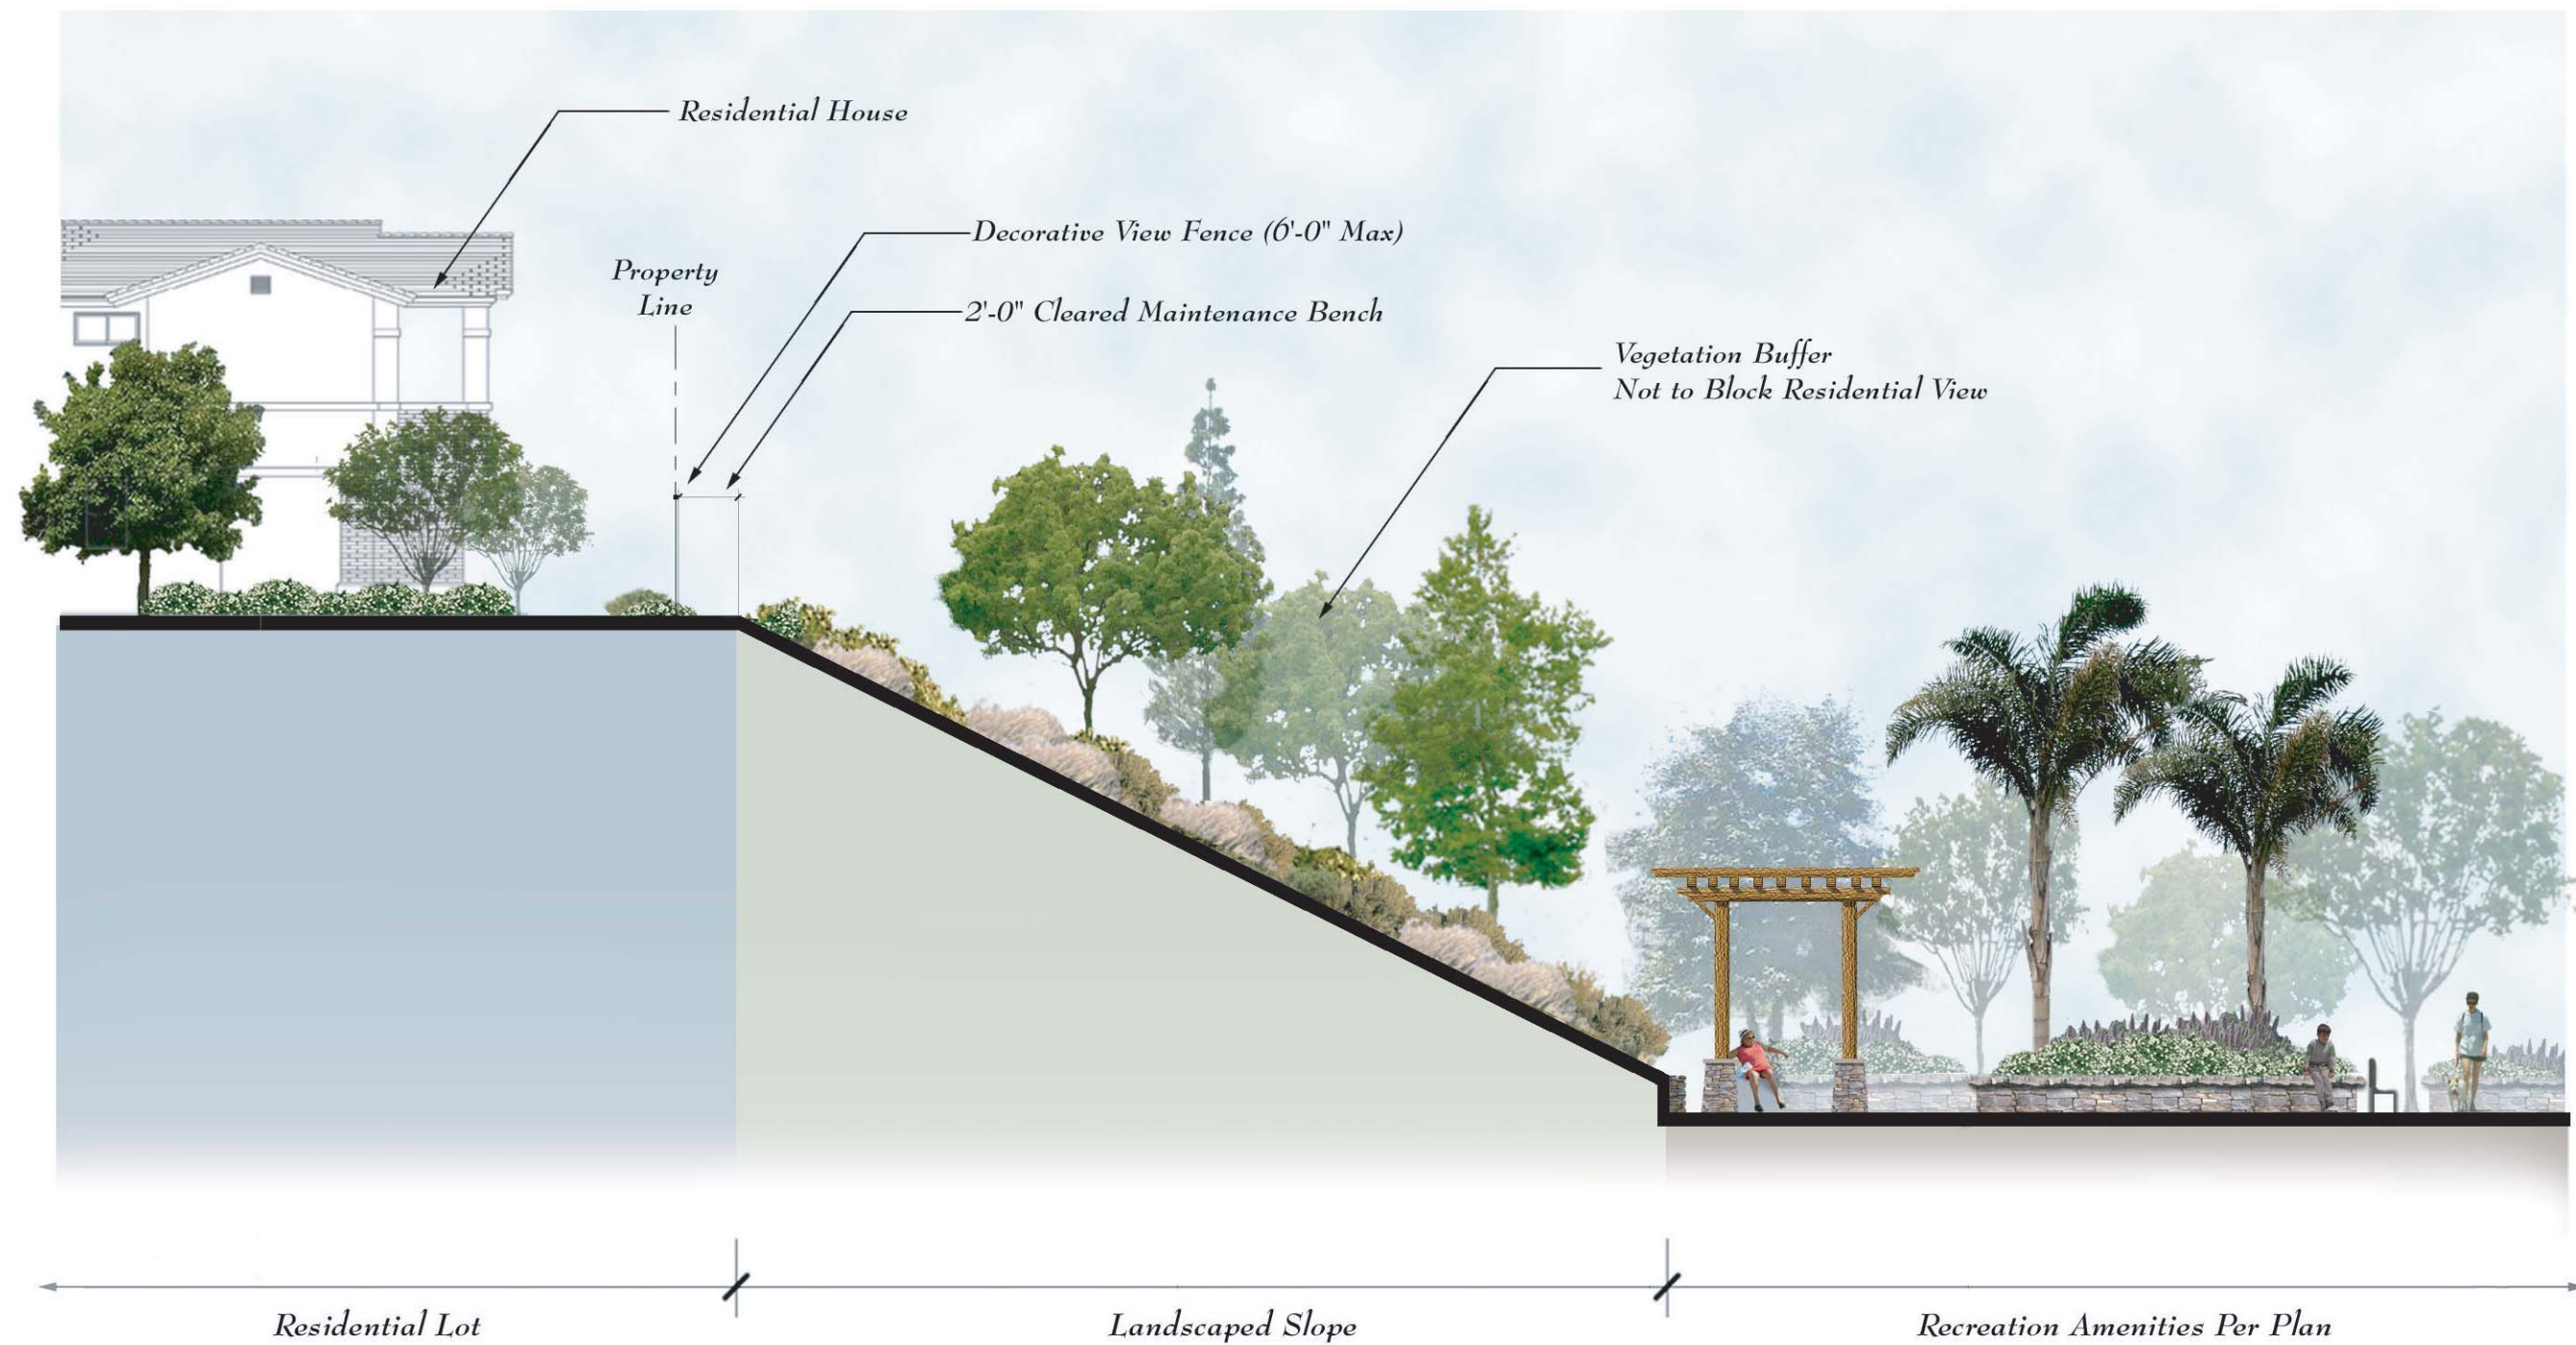 Residential House
Decorative View Fence (6'-0" Max)
Property
Line
2'-0" Cleared Maintenance Bench
Vegetation Buffer
Not to Block Residential View
Residential Lot
Landscaped Slope
Recreation Amenities Per Plan